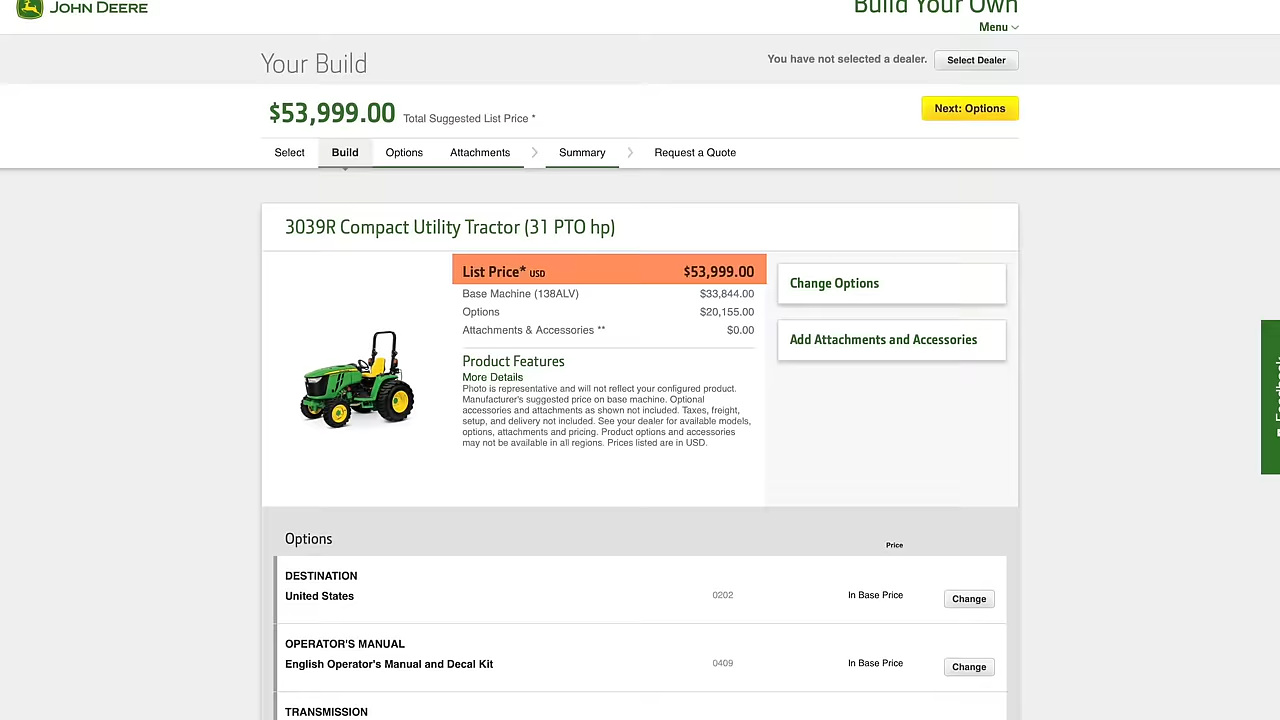 JOHN DEERE
Build Your Own
Menu
Your Build
You have not selected a dealer.
Select Dealer
$53,999.00 Total Suggested List Price *
Next: Options
Select
Build
Options
Attachments
Summary
Request a Quote
3039R Compact Utility Tractor (31 PTO hp)
List Price* USD $53,999.00
Base Machine (138ALV) $33,844.00
Options $20,155.00
Attachments & Accessories ** $0.00
Change Options
Add Attachments and Accessories
Product Features
More Details
Photo is representative and will not reflect your configured product.
Manufacturer's suggested price on base machine. Optional
accessories and attachments as shown not included. Taxes, freight,
setup, and delivery not included. See your dealer for available models,
options, attachments and pricing. Product options and accessories
may not be available in all regions. Prices listed are in USD.
Options
Price
DESTINATION
United States 0202 In Base Price Change
OPERATOR'S MANUAL
English Operator's Manual and Decal Kit 0409 In Base Price Change
TRANSMISSION